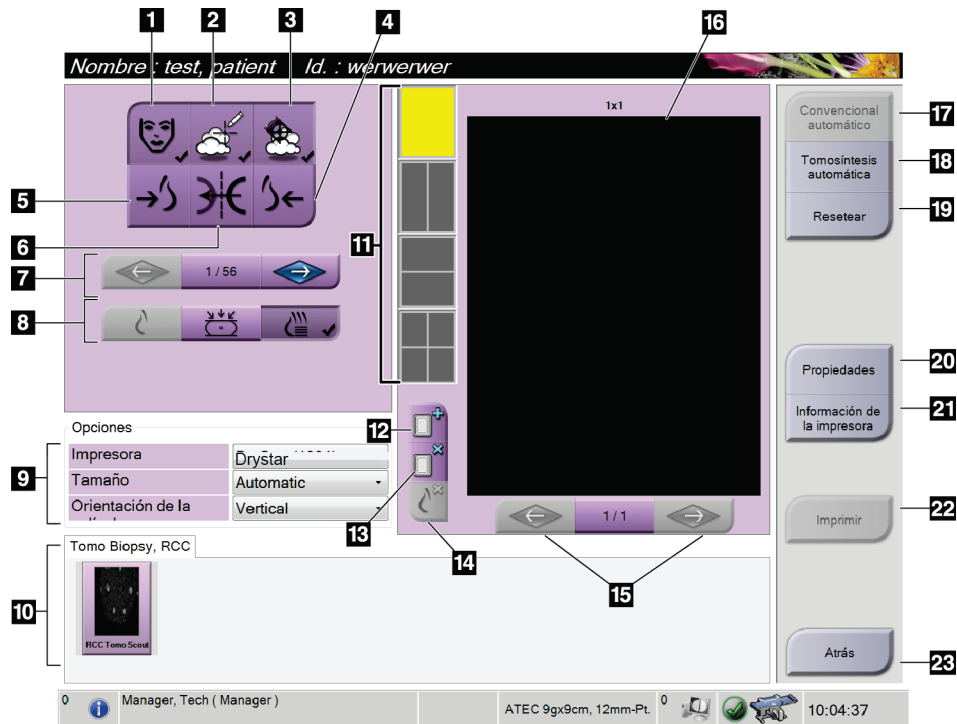 1
2
3
4
16
Nombre : test, patient Id. : werwerwer
1x1
Convencional
automático
17
Tomosíntesis
automática
18
Resetear
19
5
6
11
7
1 / 56
8
Propiedades
20
Información de
la impresora
21
Opciones
12
9
Impresora
Drystar
Tamaño
Automatic
Orientación de la
Vertical
13
14
1 / 1
15
Imprimir
22
Tomo Biopsy, RCC
10
RCC Tomo Scout
Atrás
23
0
Manager, Tech ( Manager )
ATEC 9gx9cm, 12mm-Pt.
0
10:04:37